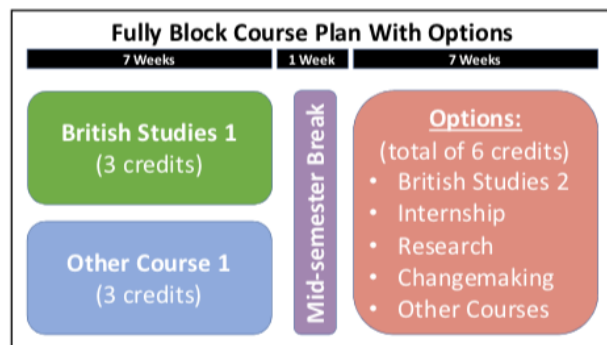 Fully Block Course Plan With Options
7 Weeks
1 Week
7 Weeks
British Studies 1
(3 credits)
Other Course 1
(3 credits)
Mid-semester Break
Options:
(total of 6 credits)
• British Studies 2
• Internship
• Research
• Changemaking
• Other Courses